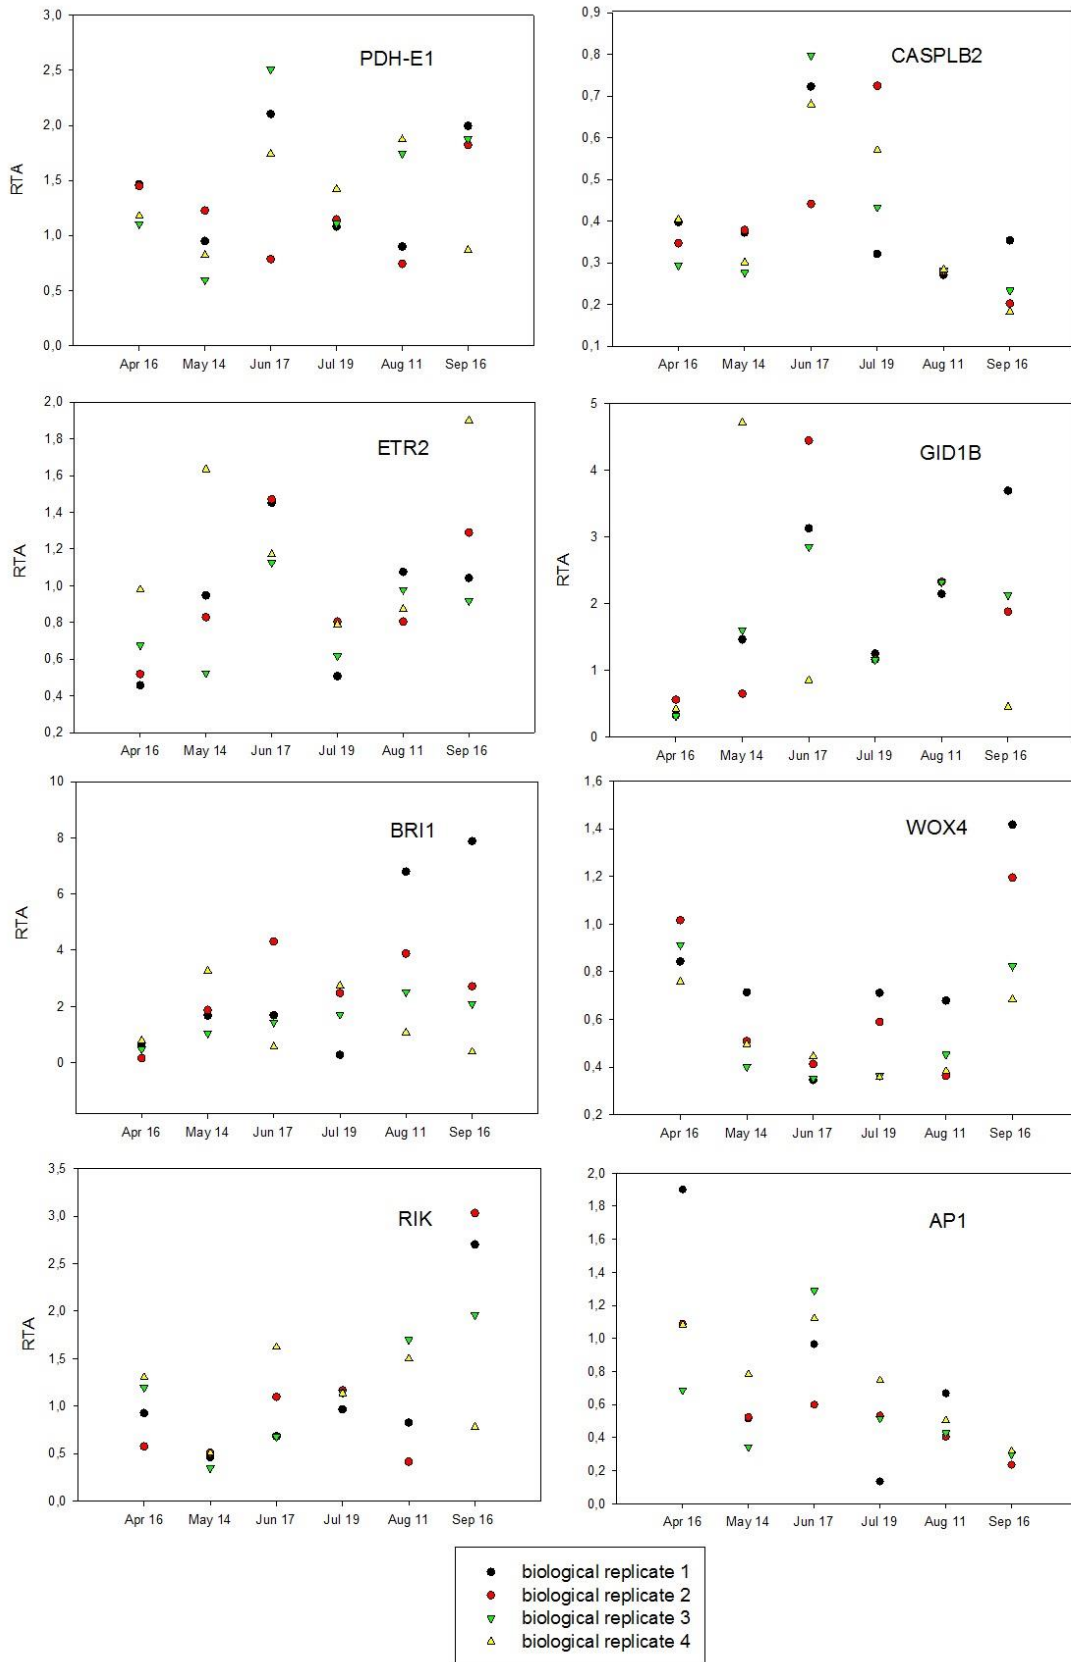 PDH-E1
RTA
3,0
2,5
2,0
1,5
1,0
0,5
0,0
Apr 16 May 14 Jun 17 Jul 19 Aug 11 Sep 16
CASPLB2
0,9
0,8
0,7
0,6
0,5
0,4
0,3
0,2
0,1
Apr 16 May 14 Jun 17 Jul 19 Aug 11 Sep 16
ETR2
RTA
2,0
1,8
1,6
1,4
1,2
1,0
0,8
0,6
0,4
0,2
Apr 16 May 14 Jun 17 Jul 19 Aug 11 Sep 16
GID1B
RTA
5
4
3
2
1
0
Apr 16 May 14 Jun 17 Jul 19 Aug 11 Sep 16
BRI1
RTA
10
8
6
4
2
0
Apr 16 May 14 Jun 17 Jul 19 Aug 11 Sep 16
WOX4
1,6
1,4
1,2
1,0
0,8
0,6
0,4
0,2
Apr 16 May 14 Jun 17 Jul 19 Aug 11 Sep 16
RIK
RTA
3,5
3,0
2,5
2,0
1,5
1,0
0,5
0,0
Apr 16 May 14 Jun 17 Jul 19 Aug 11 Sep 16
AP1
2,0
1,8
1,6
1,4
1,2
1,0
0,8
0,6
0,4
0,2
0,0
Apr 16 May 14 Jun 17 Jul 19 Aug 11 Sep 16
biological replicate 1
biological replicate 2
biological replicate 3
biological replicate 4